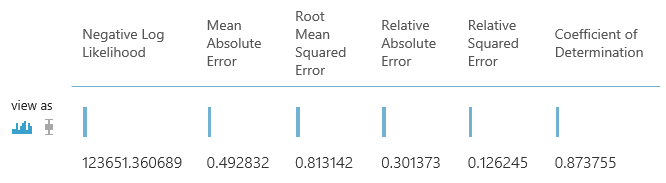 Negative Log
Likelihood
Mean
Absolute
Error
Root
Mean
Squared
Error
Relative
Absolute
Error
Relative
Squared
Error
Coefficient of
Determination
view as
123651.360689 0.492832 0.813142 0.301373 0.126245 0.873755